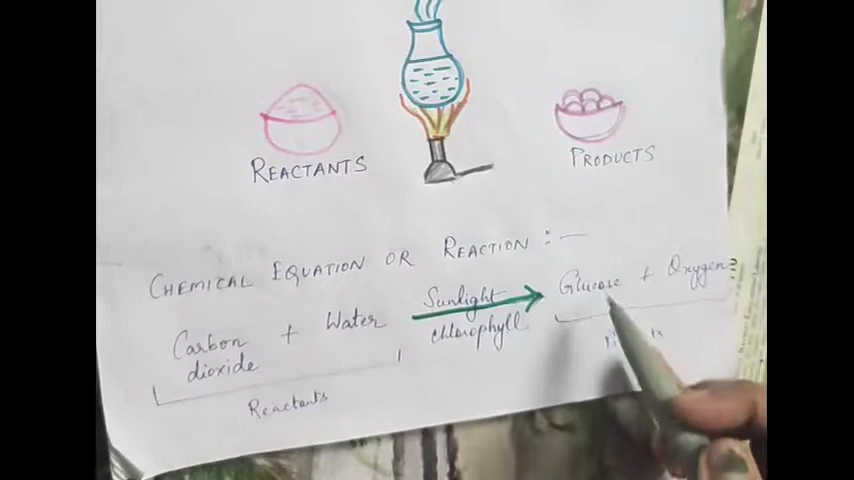 REACTANTS
PRODUCTS
CHEMICAL EQUATION OR REACTION :-
Carbon dioxide + Water
Sunlight
chlorophyll
Glucose + Oxygen
Reactants